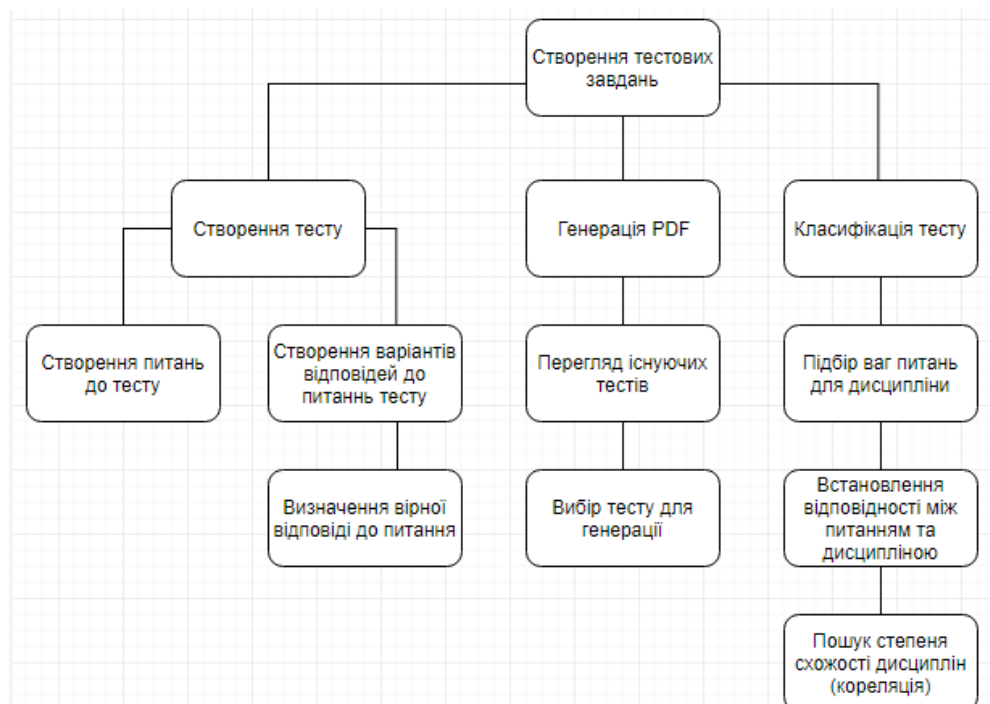 Створення тестових
завдань
Створення тесту
Генерація PDF
Класифікація тесту
Створення питань
до тесту
Створення варіантів
відповідей до
питаннь тесту
Перегляд існуючих
тестів
Підбір ваг питань
для дисципліни
Визначення вірної
відповіді до питання
Вибір тесту для
генерації
Встановлення
відповідності між
питанням та
дисципліною
Пошук степеня
схожості дисциплін
(кореляція)